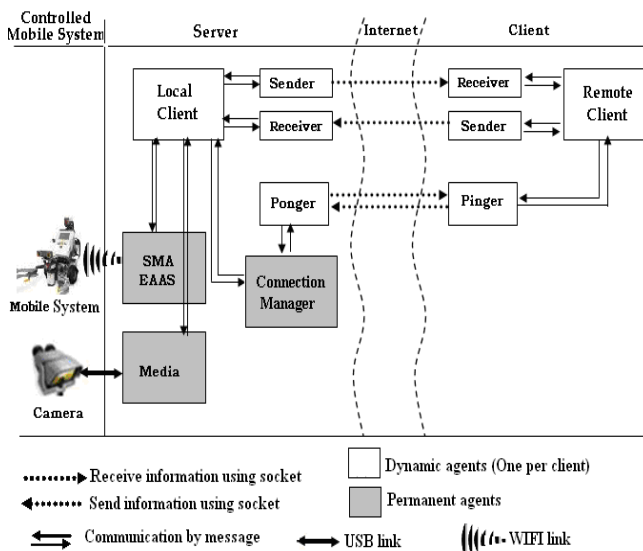 Controlled
Mobile System
Server
Internet
Client
Local
Client
Sender
Receiver
Receiver
Sender
Remote
Client
Ponger
Pinger
SMA
EAAS
Connection
Manager
Mobile System
Media
Camera
Receive information using socket
Send information using socket
Communication by message
Dynamic agents (One per client)
Permanent agents
USB link
WIFI link